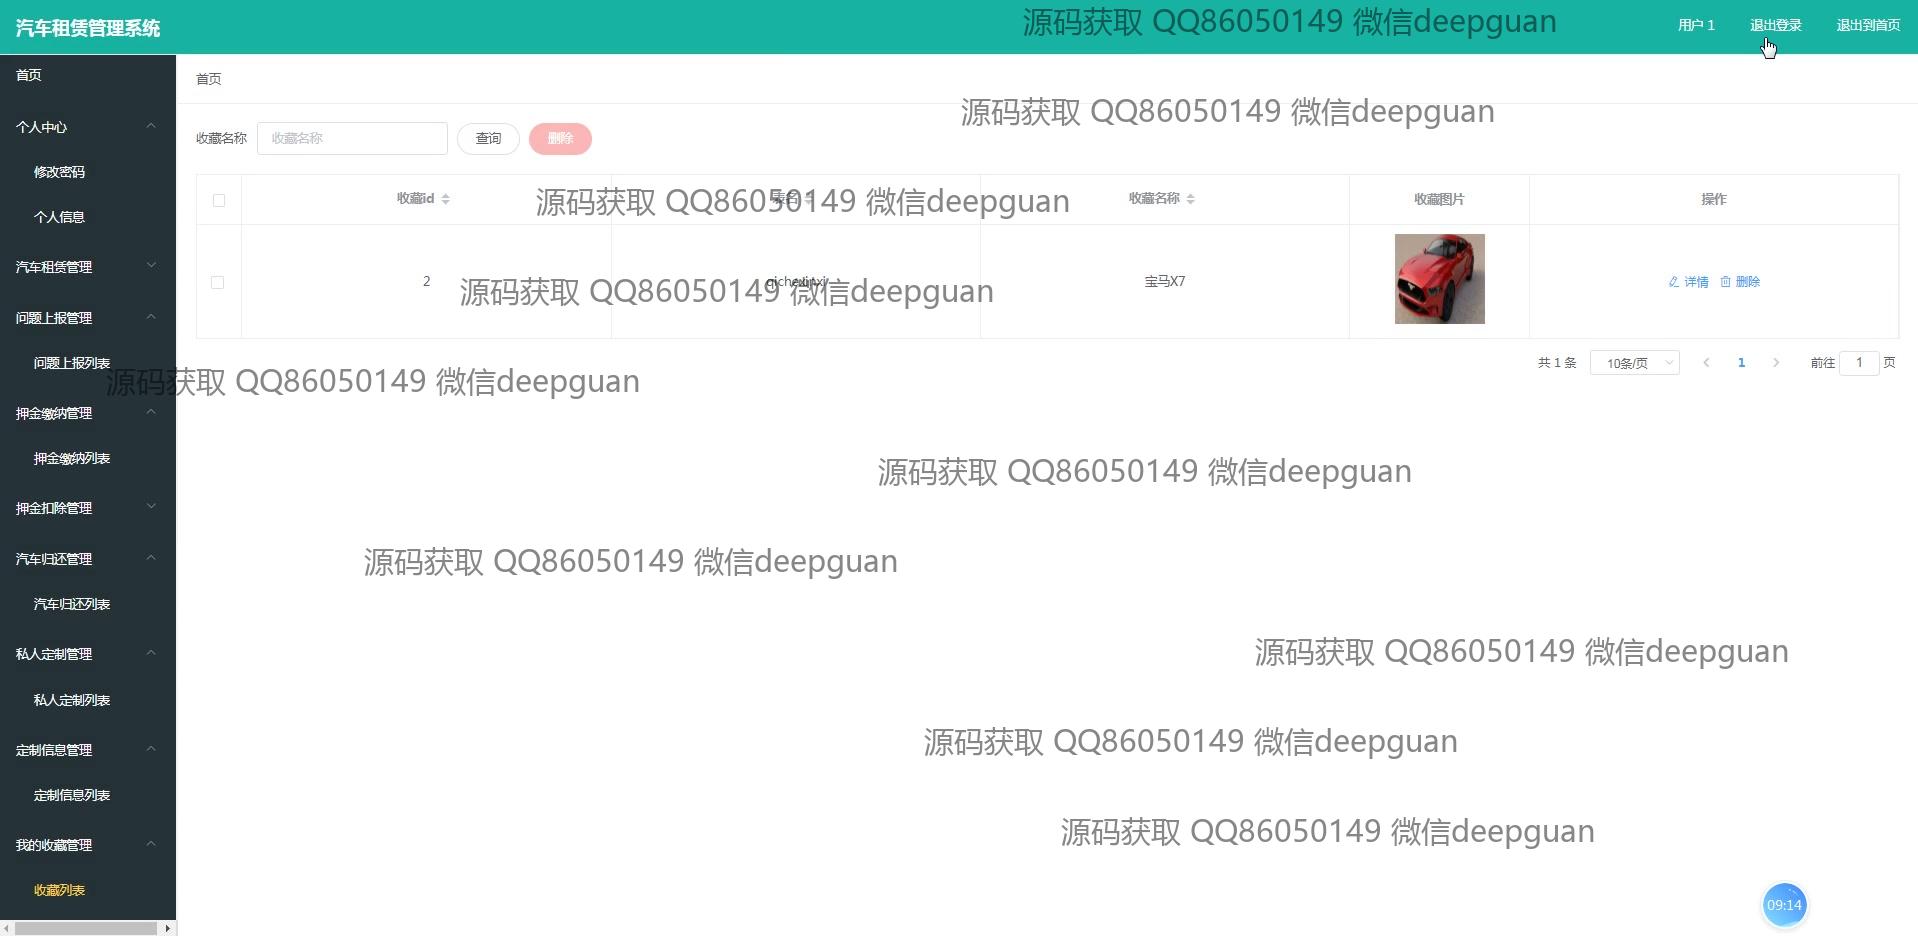 汽车租赁管理系统
源码获取 QQ86050149 微信deepguan
用户 1
退出登录
退出到首页
首页
个人中心
修改密码
个人信息
汽车租赁管理
问题上报管理
问题上报列表
押金缴纳管理
押金缴纳列表
押金扣除管理
汽车归还管理
汽车归还列表
私人定制管理
私人定制列表
定制信息管理
定制信息列表
我的收藏管理
收藏列表
首页
源码获取 QQ86050149 微信deepguan
收藏名称
收藏名称
查询
删除
收藏id
表名
收藏名称
收藏图片
操作
源码获取 QQ86050149 微信deepguan
2
qichexinxi
宝马X7
详情
删除
源码获取 QQ86050149 微信deepguan
共 1 条
10条/页
1
前往
1
页
源码获取 QQ86050149 微信deepguan
源码获取 QQ86050149 微信deepguan
源码获取 QQ86050149 微信deepguan
源码获取 QQ86050149 微信deepguan
源码获取 QQ86050149 微信deepguan
源码获取 QQ86050149 微信deepguan
09:14